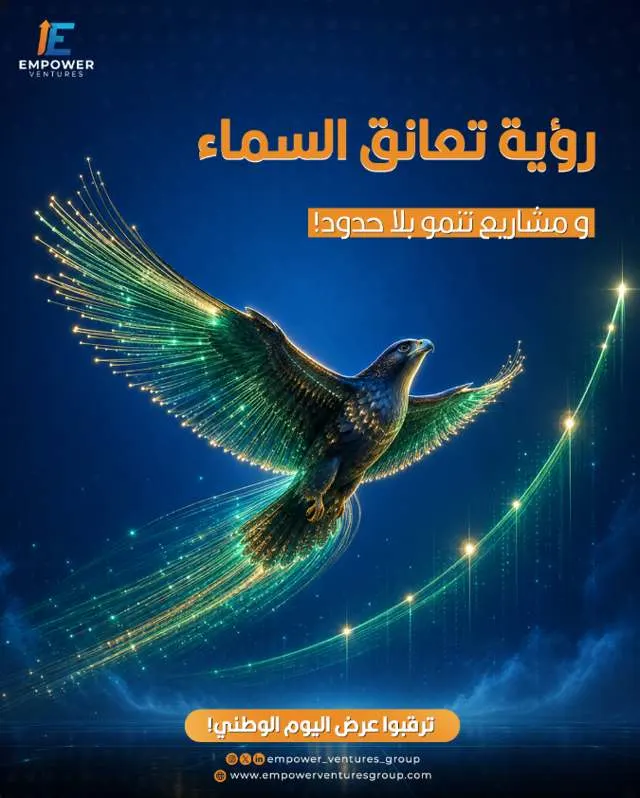 EMPOWER
VENTURES
رؤية تعانق السماء
و مشاريع تنمو بلا حدود!
ترقبوا عرض اليوم الوطني!
empower_ventures_group
www.empowerventuresgroup.com